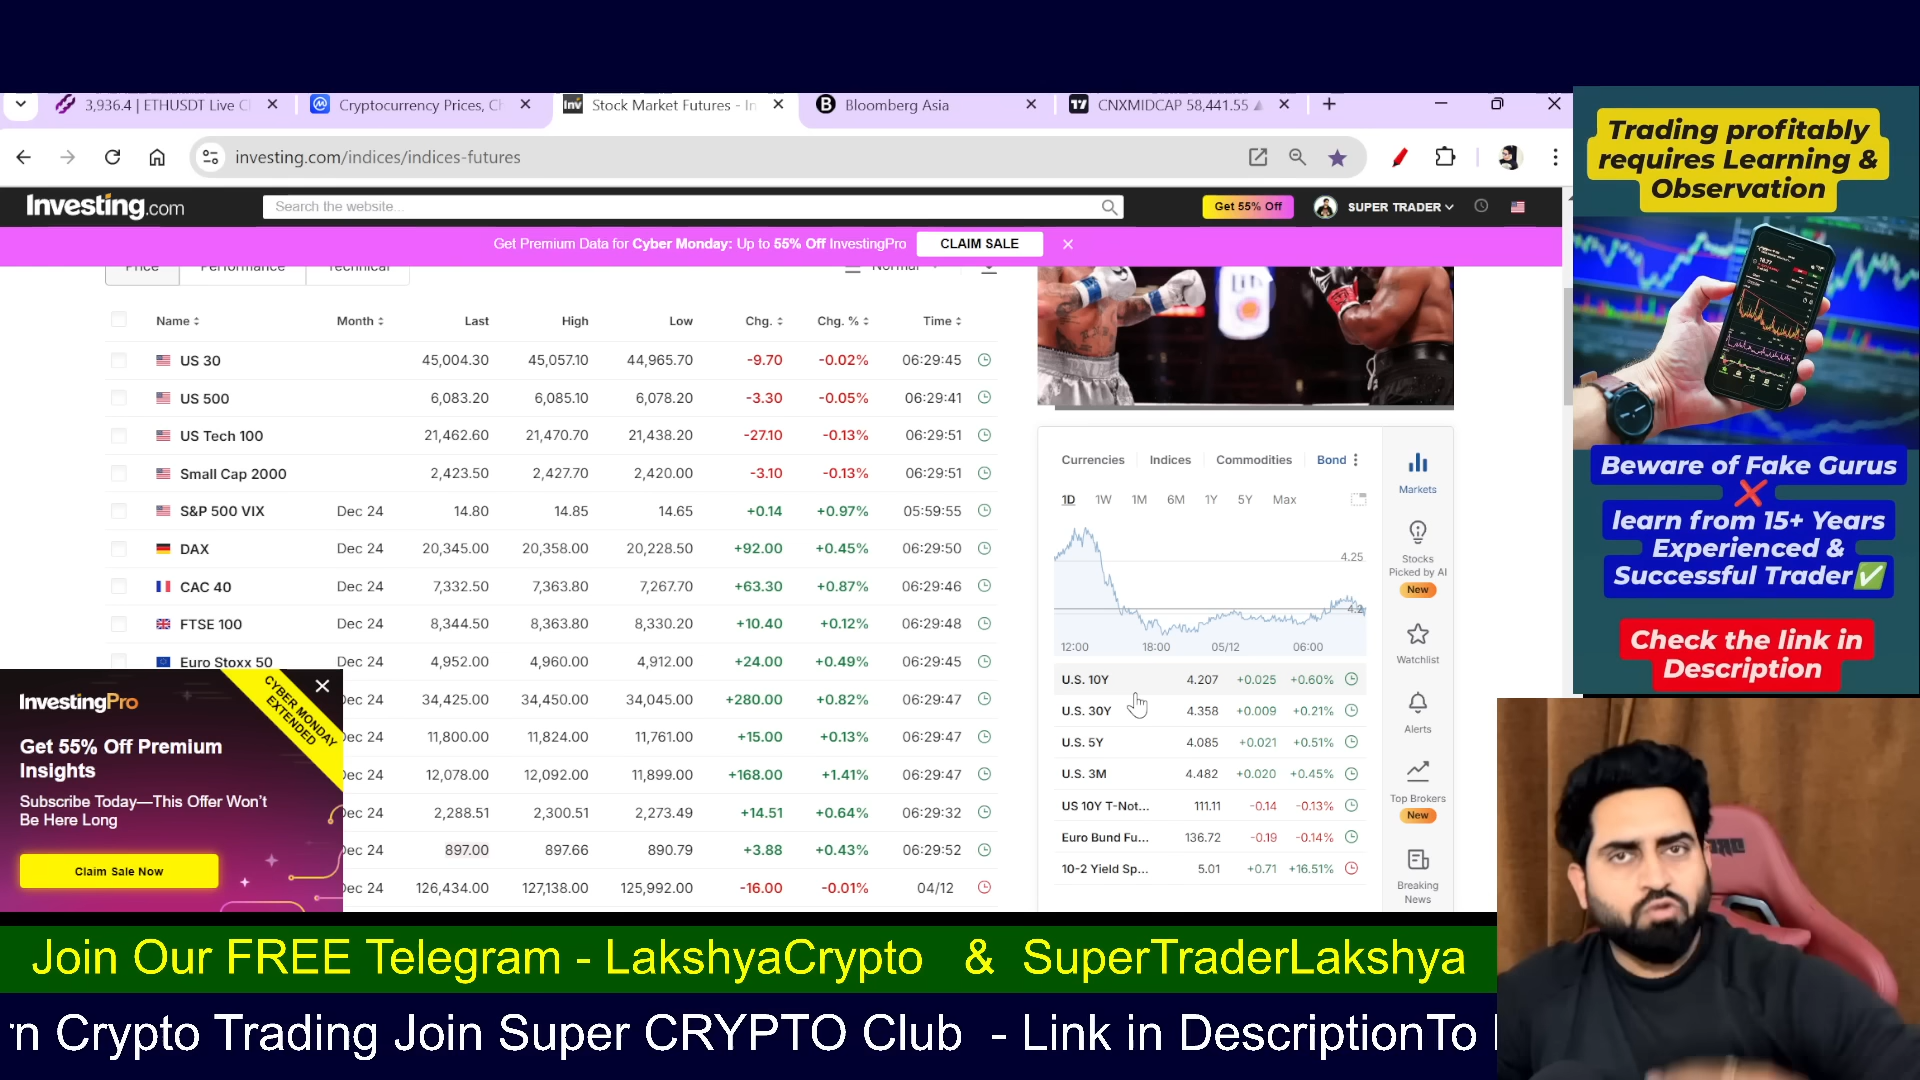 3,936.4 | ETHUSDT Live C
Cryptocurrency Prices, Ch
Inv
Stock Market Futures - In
B
Bloomberg Asia
CNXMIDCAP 58,441.55
investing.com/indices/indices-futures
Investing.com
Search the website...
Get 55% Off
SUPER TRADER
Get Premium Data for Cyber Monday: Up to 55% Off InvestingPro
CLAIM SALE
Price
Performance
Technical
Normal
Name Month Last High Low Chg. Chg. % Time
US 30 45,004.30 45,057.10 44,965.70 -9.70 -0.02% 06:29:45
US 500 6,083.20 6,085.10 6,078.20 -3.30 -0.05% 06:29:41
US Tech 100 21,462.60 21,470.70 21,438.20 -27.10 -0.13% 06:29:51
Small Cap 2000 2,423.50 2,427.70 2,420.00 -3.10 -0.13% 06:29:51
S&P 500 VIX Dec 24 14.80 14.85 14.65 +0.14 +0.97% 05:59:55
DAX Dec 24 20,345.00 20,358.00 20,228.50 +92.00 +0.45% 06:29:50
CAC 40 Dec 24 7,332.50 7,363.80 7,267.70 +63.30 +0.87% 06:29:46
FTSE 100 Dec 24 8,344.50 8,363.80 8,330.20 +10.40 +0.12% 06:29:48
Euro Stoxx 50 Dec 24 4,952.00 4,960.00 4,912.00 +24.00 +0.49% 06:29:45
Dec 24 34,425.00 34,450.00 34,045.00 +280.00 +0.82% 06:29:47
Dec 24 11,800.00 11,824.00 11,761.00 +15.00 +0.13% 06:29:47
Dec 24 12,078.00 12,092.00 11,899.00 +168.00 +1.41% 06:29:47
Dec 24 2,288.51 2,300.51 2,273.49 +14.51 +0.64% 06:29:32
Dec 24 897.00 897.66 890.79 +3.88 +0.43% 06:29:52
Dec 24 126,434.00 127,138.00 125,992.00 -16.00 -0.01% 04/12
InvestingPro
CYBER MONDAY
EXTENDED
Get 55% Off Premium
Insights
Subscribe Today—This Offer Won't
Be Here Long
Claim Sale Now
Currencies Indices Commodities Bond
1D 1W 1M 6M 1Y 5Y Max
4.25
4.2
12:00 18:00 05/12 06:00
U.S. 10Y 4.207 +0.025 +0.60%
U.S. 30Y 4.358 +0.009 +0.21%
U.S. 5Y 4.085 +0.021 +0.51%
U.S. 3M 4.482 +0.020 +0.45%
US 10Y T-Not... 111.11 -0.14 -0.13%
Euro Bund Fu... 136.72 -0.19 -0.14%
10-2 Yield Sp... 5.01 +0.71 +16.51%
Markets
Stocks
Picked by AI
New
Watchlist
Alerts
Top Brokers
New
Breaking
News
Trading profitably
requires Learning &
Observation
Beware of Fake Gurus
❌
learn from 15+ Years
Experienced &
Successful Trader✅
Check the link in
Description
Join Our FREE Telegram - LakshyaCrypto & SuperTraderLakshya
n Crypto Trading Join Super CRYPTO Club - Link in DescriptionTo